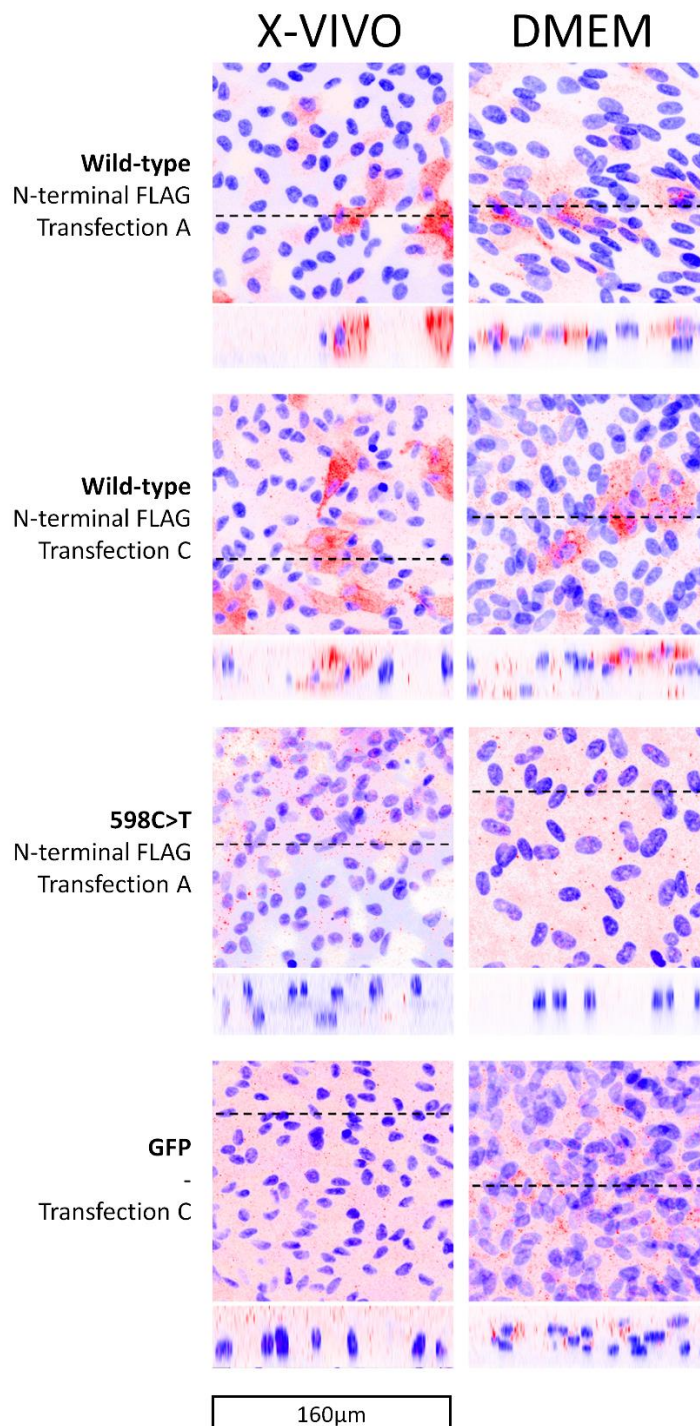 X-VIVO DMEM
Wild-type
N-terminal FLAG
Transfection A
Wild-type
N-terminal FLAG
Transfection C
598C>T
N-terminal FLAG
Transfection A
GFP
-
Transfection C
160µm